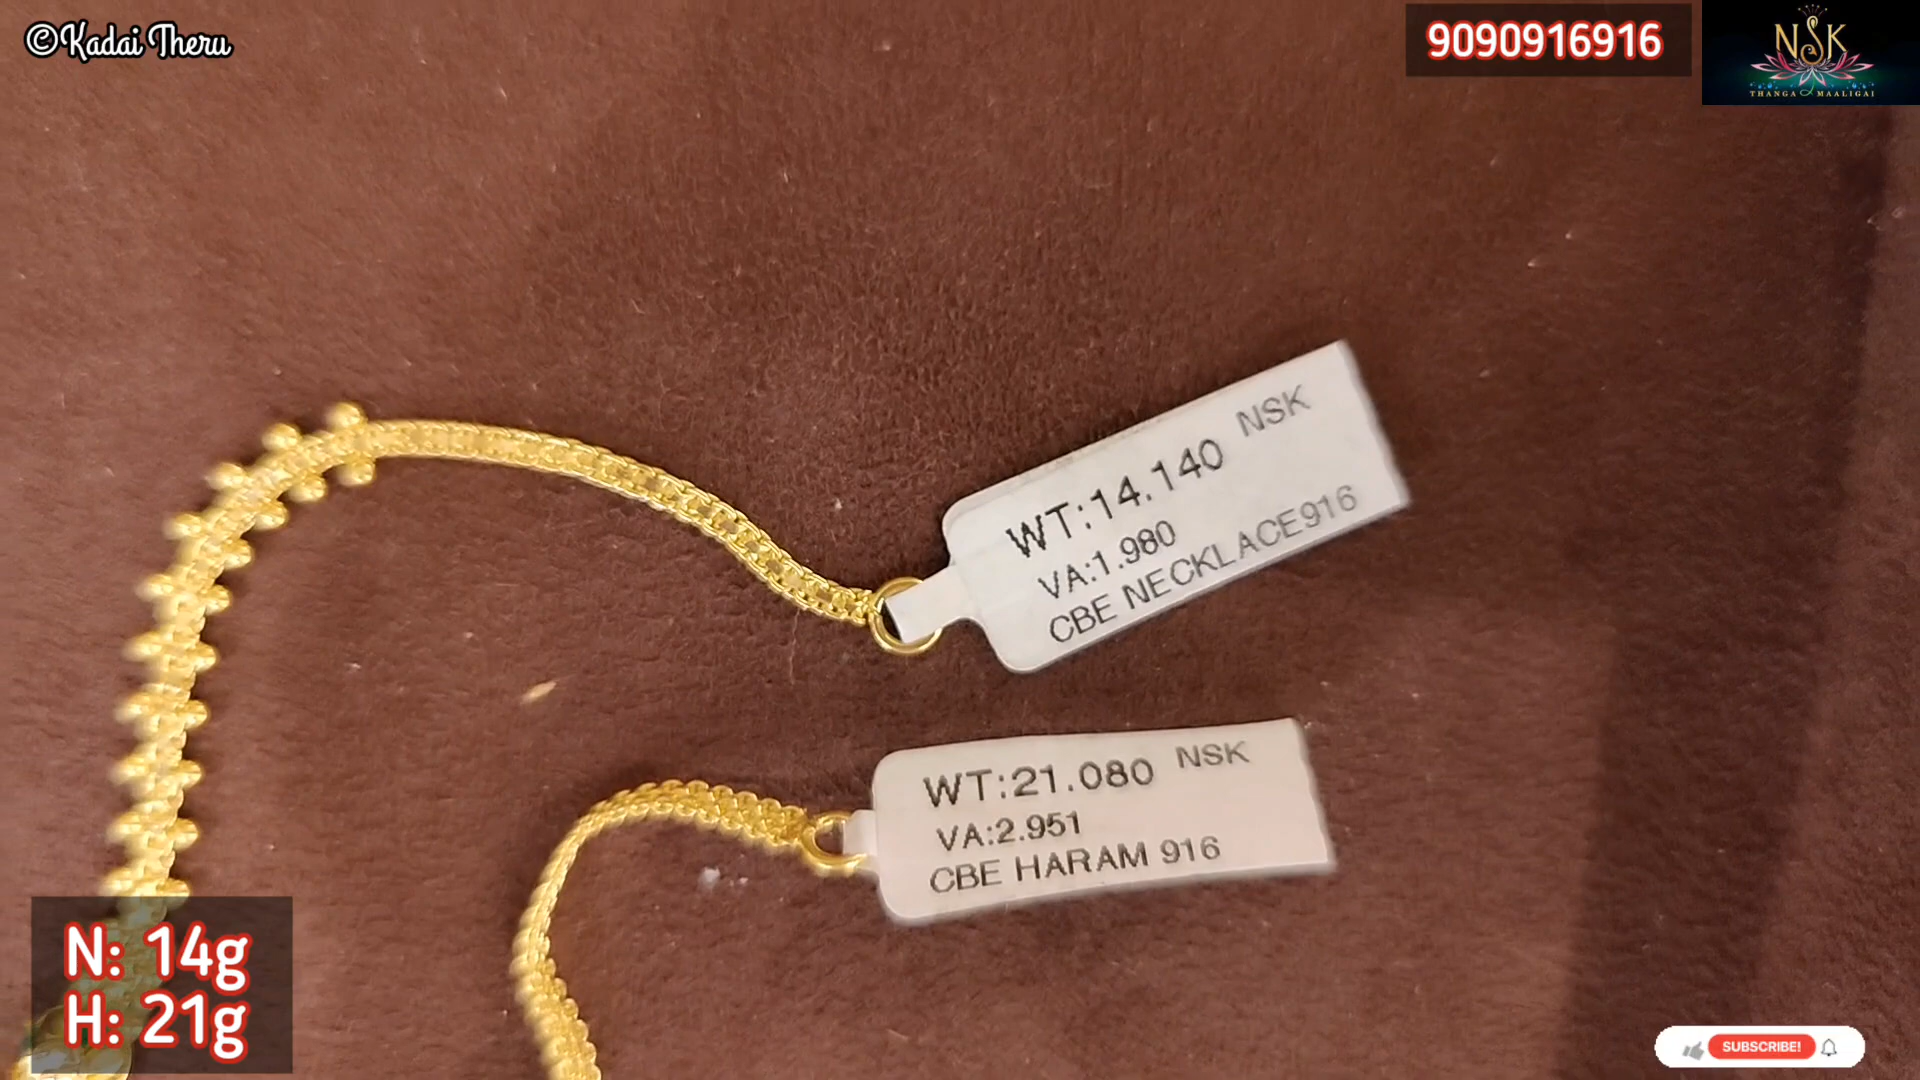 ©Kadai Theru
9090916916
NSK
THANGA MAALIGAI
NSK
WT:14.140
VA:1.980
CBE NECKLACE916
WT:21.080 NSK
VA:2.951
CBE HARAM 916
N: 14g
H: 21g
SUBSCRIBE!